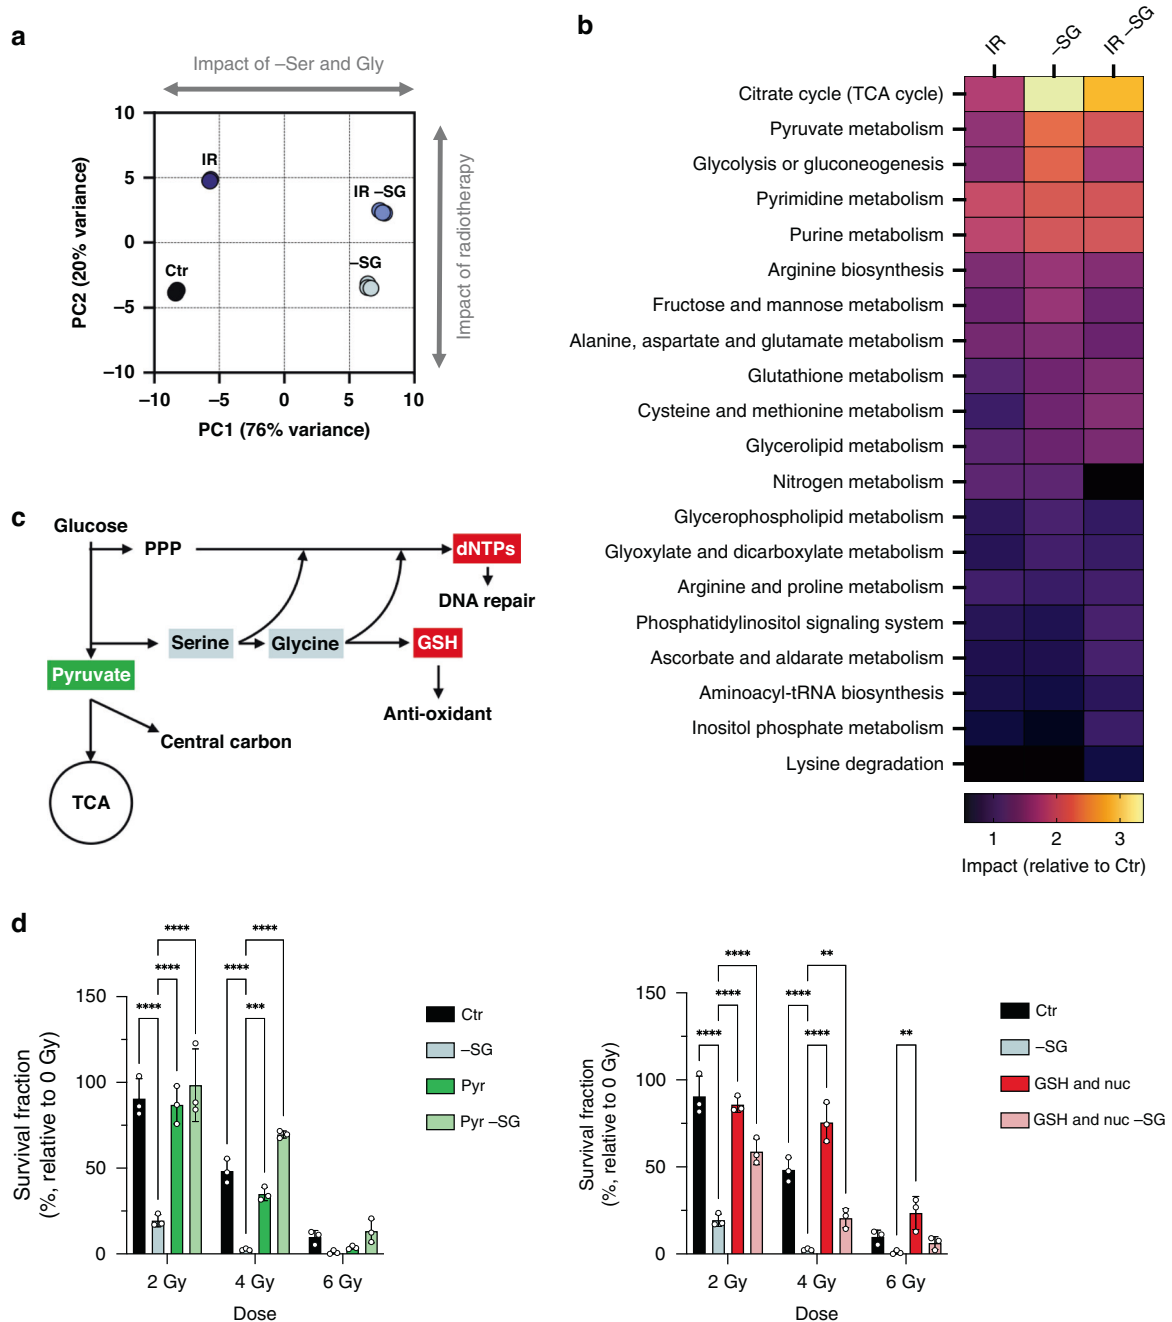 a
Impact of –Ser and Gly
10
5
0
–5
–10
PC2 (20% variance)
IR
IR –SG
Ctr
–SG
Impact of radiotherapy
–10
–5
0
5
10
PC1 (76% variance)
b
IR
–SG
IR –SG
Citrate cycle (TCA cycle)
Pyruvate metabolism
Glycolysis or gluconeogenesis
Pyrimidine metabolism
Purine metabolism
Arginine biosynthesis
Fructose and mannose metabolism
Alanine, aspartate and glutamate metabolism
Glutathione metabolism
Cysteine and methionine metabolism
Glycerolipid metabolism
Nitrogen metabolism
Glycerophospholipid metabolism
Glyoxylate and dicarboxylate metabolism
Arginine and proline metabolism
Phosphatidylinositol signaling system
Ascorbate and aldarate metabolism
Aminoacyl-tRNA biosynthesis
Inositol phosphate metabolism
Lysine degradation
1
2
3
Impact (relative to Ctr)
c
Glucose
PPP
dNTPs
DNA repair
Serine
Glycine
GSH
Pyruvate
Anti-oxidant
Central carbon
TCA
d
****
****
****
****
****
***
150
100
50
0
Survival fraction
(%, relative to 0 Gy)
2 Gy
4 Gy
6 Gy
Dose
Ctr
–SG
Pyr
Pyr –SG
****
**
****
****
****
****
**
150
100
50
0
Survival fraction
(%, relative to 0 Gy)
2 Gy
4 Gy
6 Gy
Dose
Ctr
–SG
GSH and nuc
GSH and nuc –SG